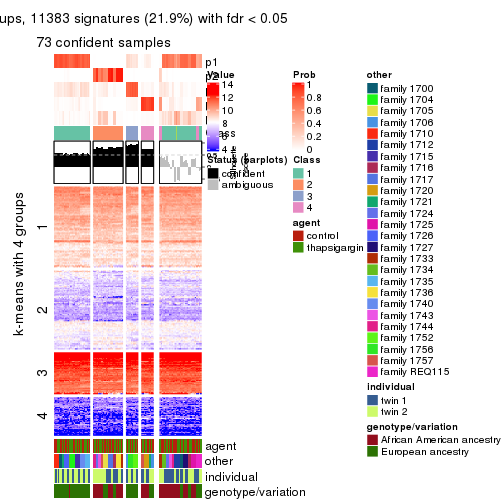 ups, 11383 signatures (21.9%) with fdr < 0.05
73 confident samples
p1
p2
Value
14
12
10
8
6
4
Prob
1
0.8
0.6
0.4
0.2
0
Status (barplots)
confident
ambiguous
Class
1
2
3
4
agent
control
thapsigargin
other
family 1700
family 1704
family 1705
family 1706
family 1710
family 1712
family 1715
family 1716
family 1717
family 1720
family 1721
family 1724
family 1725
family 1726
family 1727
family 1733
family 1734
family 1735
family 1736
family 1740
family 1743
family 1744
family 1752
family 1756
family 1757
family REQ115
individual
twin 1
twin 2
genotype/variation
African American ancestry
European ancestry
k-means with 4 groups
1
2
3
4
agent
other
individual
genotype/variation